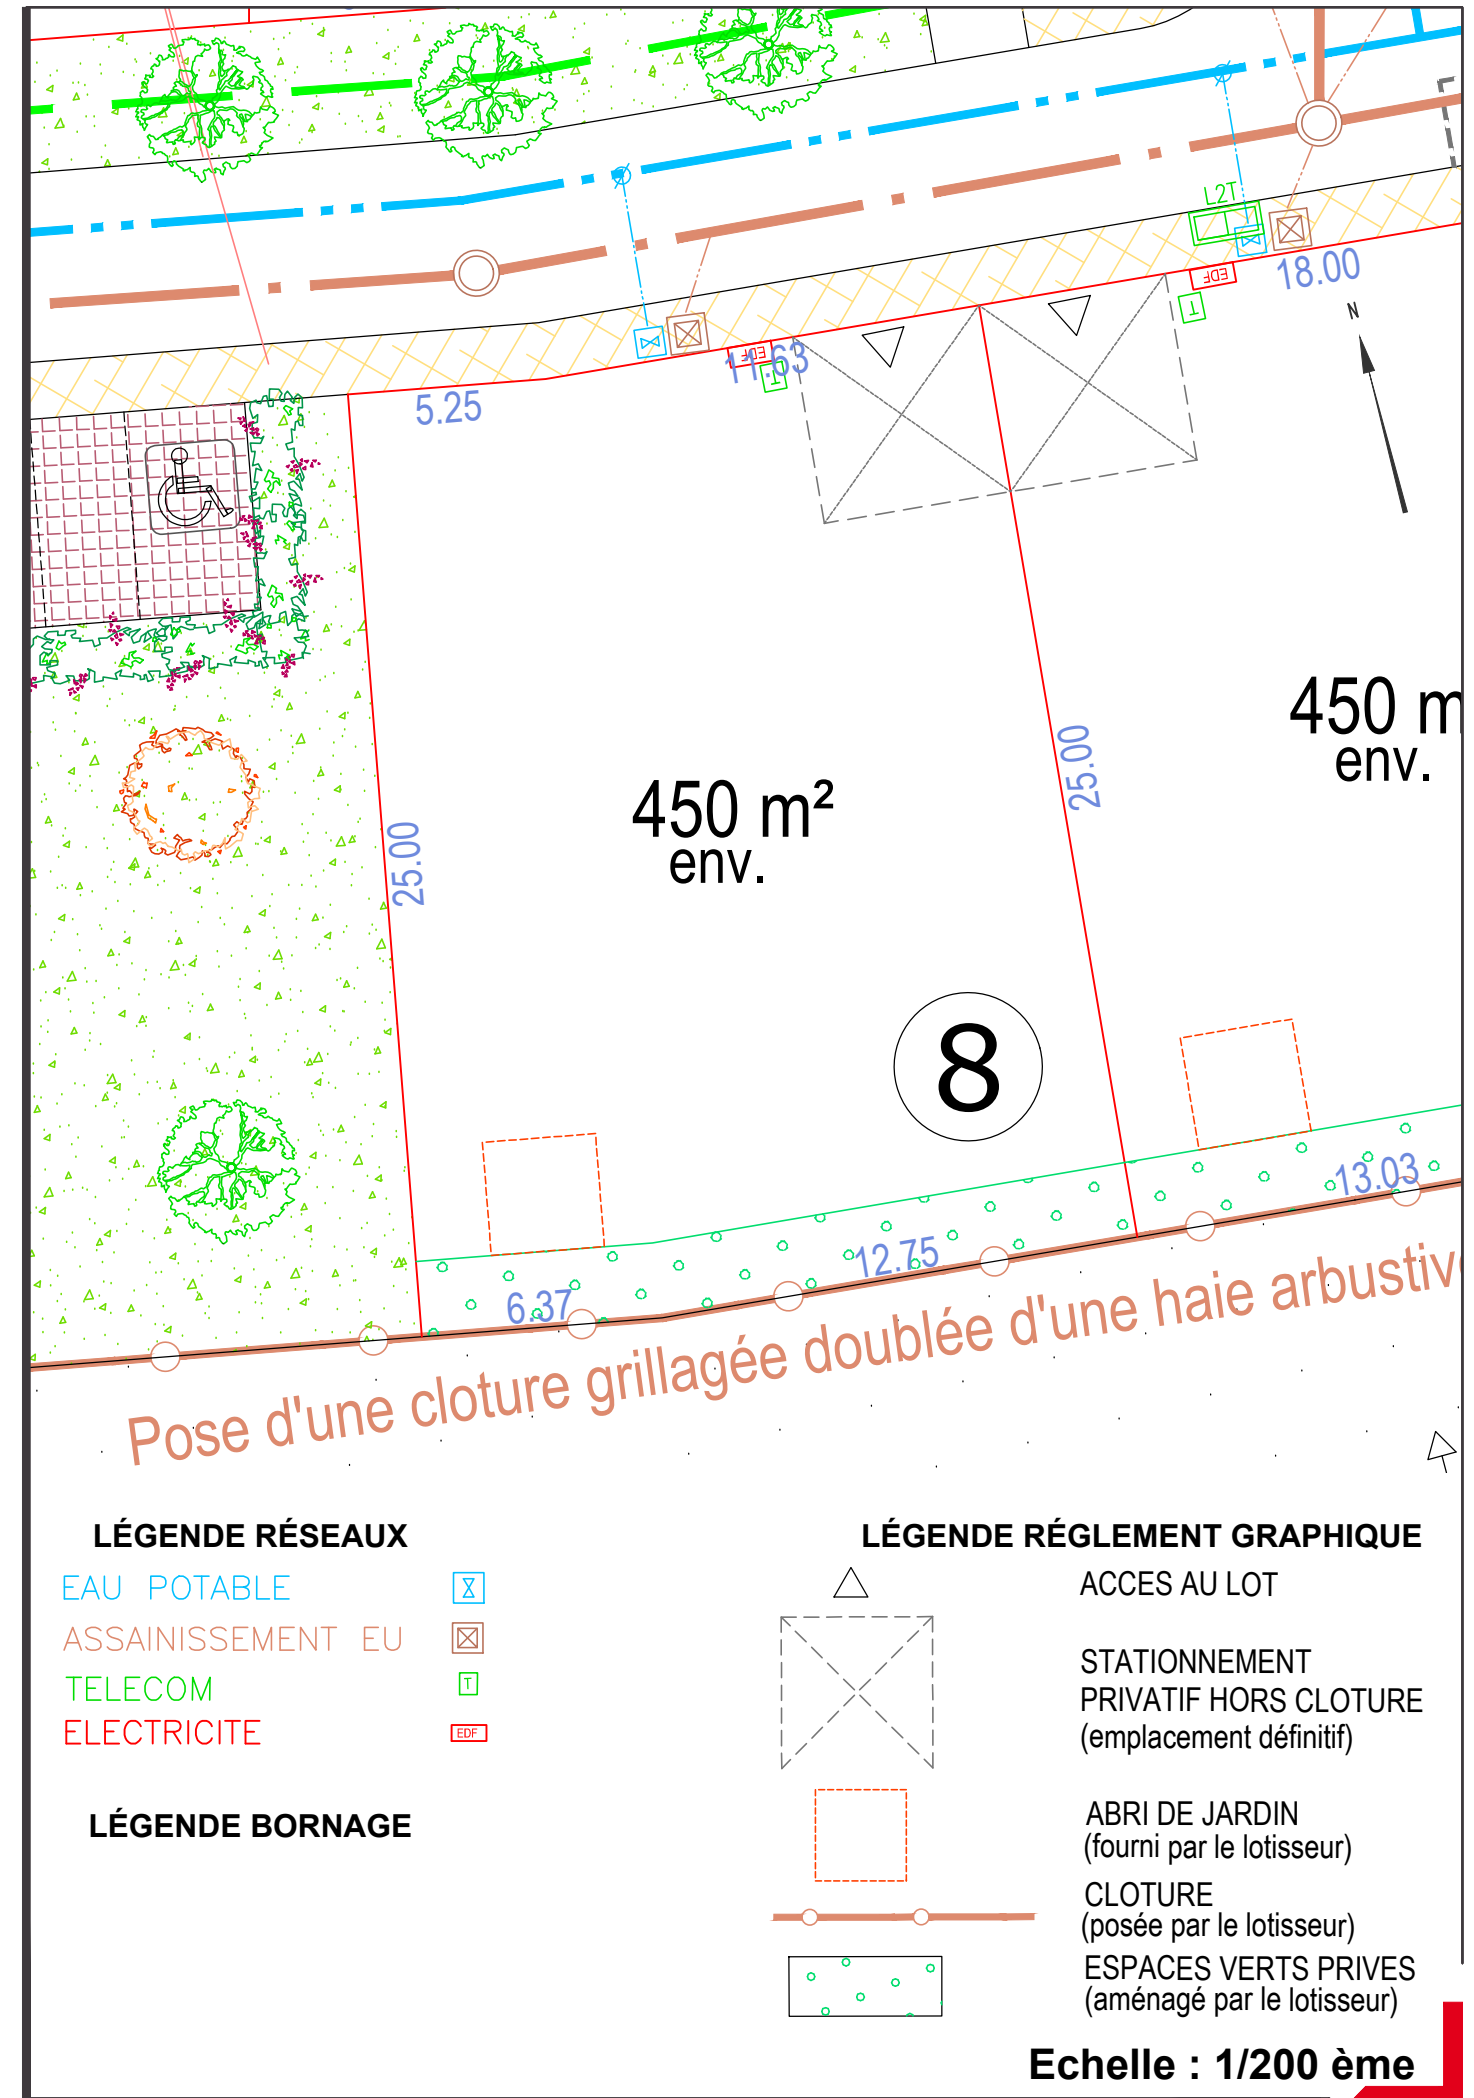 L2T
18.00
EDF
T
N
EDF
11.63
T
5.25
450 m
env.
25.00
450 m²
env.
25.00
8
13.03
12.75
6.37
Pose d'une cloture grillagée doublée d'une haie arbustive
LÉGENDE RÉSEAUX
EAU POTABLE
ASSAINISSEMENT EU
TELECOM T
ELECTRICITE EDF
LÉGENDE BORNAGE
LÉGENDE RÉGLEMENT GRAPHIQUE
ACCES AU LOT
STATIONNEMENT
PRIVATIF HORS CLOTURE
(emplacement définitif)
ABRI DE JARDIN
(fourni par le lotisseur)
CLOTURE
(posée par le lotisseur)
ESPACES VERTS PRIVES
(aménagé par le lotisseur)
Echelle : 1/200 ème